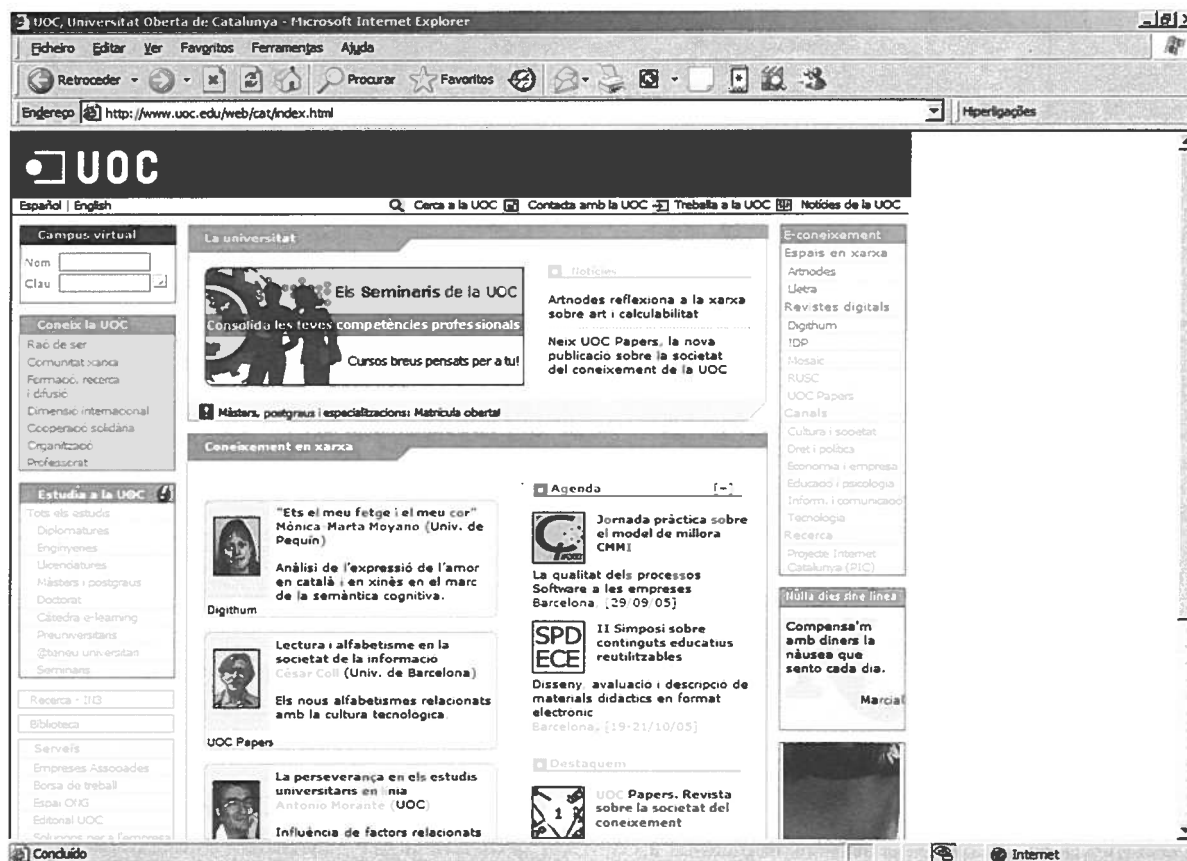 UOC, Universitat Oberta de Catalunya - Microsoft Internet Explorer
Ficheiro Editar Ver Favoritos Ferramentas Ajuda
Retroceder Procurar Favoritos
Endereço http://www.uoc.edu/web/cat/index.html Hiperligações
UOC
Español | English Cerca a la UOC Contacta amb la UOC Treballa a la UOC Notícies de la UOC
Campus virtual
Nom
Clau
Coneix la UOC
Raó de ser
Comunitat xarxa
Formació, recerca
i difusió
Dimensió internacional
Cooperació solidària
Organització
Professorat
Estudia a la UOC
Tots els estudis
Diplomatures
Enginyeries
Llicenciatures
Màsters i postgraus
Doctorat
Càtedra e-learning
Preuniversitaris
@teneu universitari
Seminaris
Recerca - IN3
Biblioteca
Serveis
Empreses Associades
Borsa de treball
Espai ONG
Editorial UOC
Solucions per a l'empresa
La universitat
Els Seminaris de la UOC
Consolida les teves competències professionals
Cursos breus pensats per a tu!
Màsters, postgraus i especialitzacions: Matrícula oberta!
Notícies
Artnodes reflexiona a la xarxa
sobre art i calculabilitat
Neix UOC Papers, la nova
publicacio sobre la societat
del coneixement de la UOC
Coneixement en xarxa
"Ets el meu fetge i el meu cor"
Mònica-Marta Moyano (Univ. de
Pequín)
Anàlisi de l'expressió de l'amor
en català i en xinès en el marc
de la semàntica cognitiva.
Digithum
Lectura i alfabetisme en la
societat de la informació
César Coll (Univ. de Barcelona)
Els nous alfabetismes relacionats
amb la cultura tecnologica
UOC Papers
La perseverança en els estudis
universitaris en línia
Antonio Morante (UOC)
Influència de factors relacionats
Agenda [+]
Jornada pràctica sobre
el model de millora
CMMI
La qualitat dels processos
Software a les empreses
Barcelona, [29/09/05]
SPD
ECE
II Simposi sobre
continguts educatius
reutilitzables
Disseny, avaluacio i descripció de
materials didactics en format
electronic
Barcelona, [19-21/10/05]
Destaquem
1
UOC Papers. Revista
sobre la societat del
coneixement
E-coneixement
Espais en xarxa
Artnodes
Lletra
Revistes digitals
Digithum
IDP
Mosaic
RUSC
UOC Papers
Canals
Cultura i societat
Dret i política
Economia i empresa
Educació i psicologia
Inform. i comunicació
Tecnologia
Recerca
Projecte Internet
Catalunya (PIC)
Nulla dies sine linea
Compensa'm
amb diners la
nàusea que
sento cada dia.
Marcial
Concluído Internet